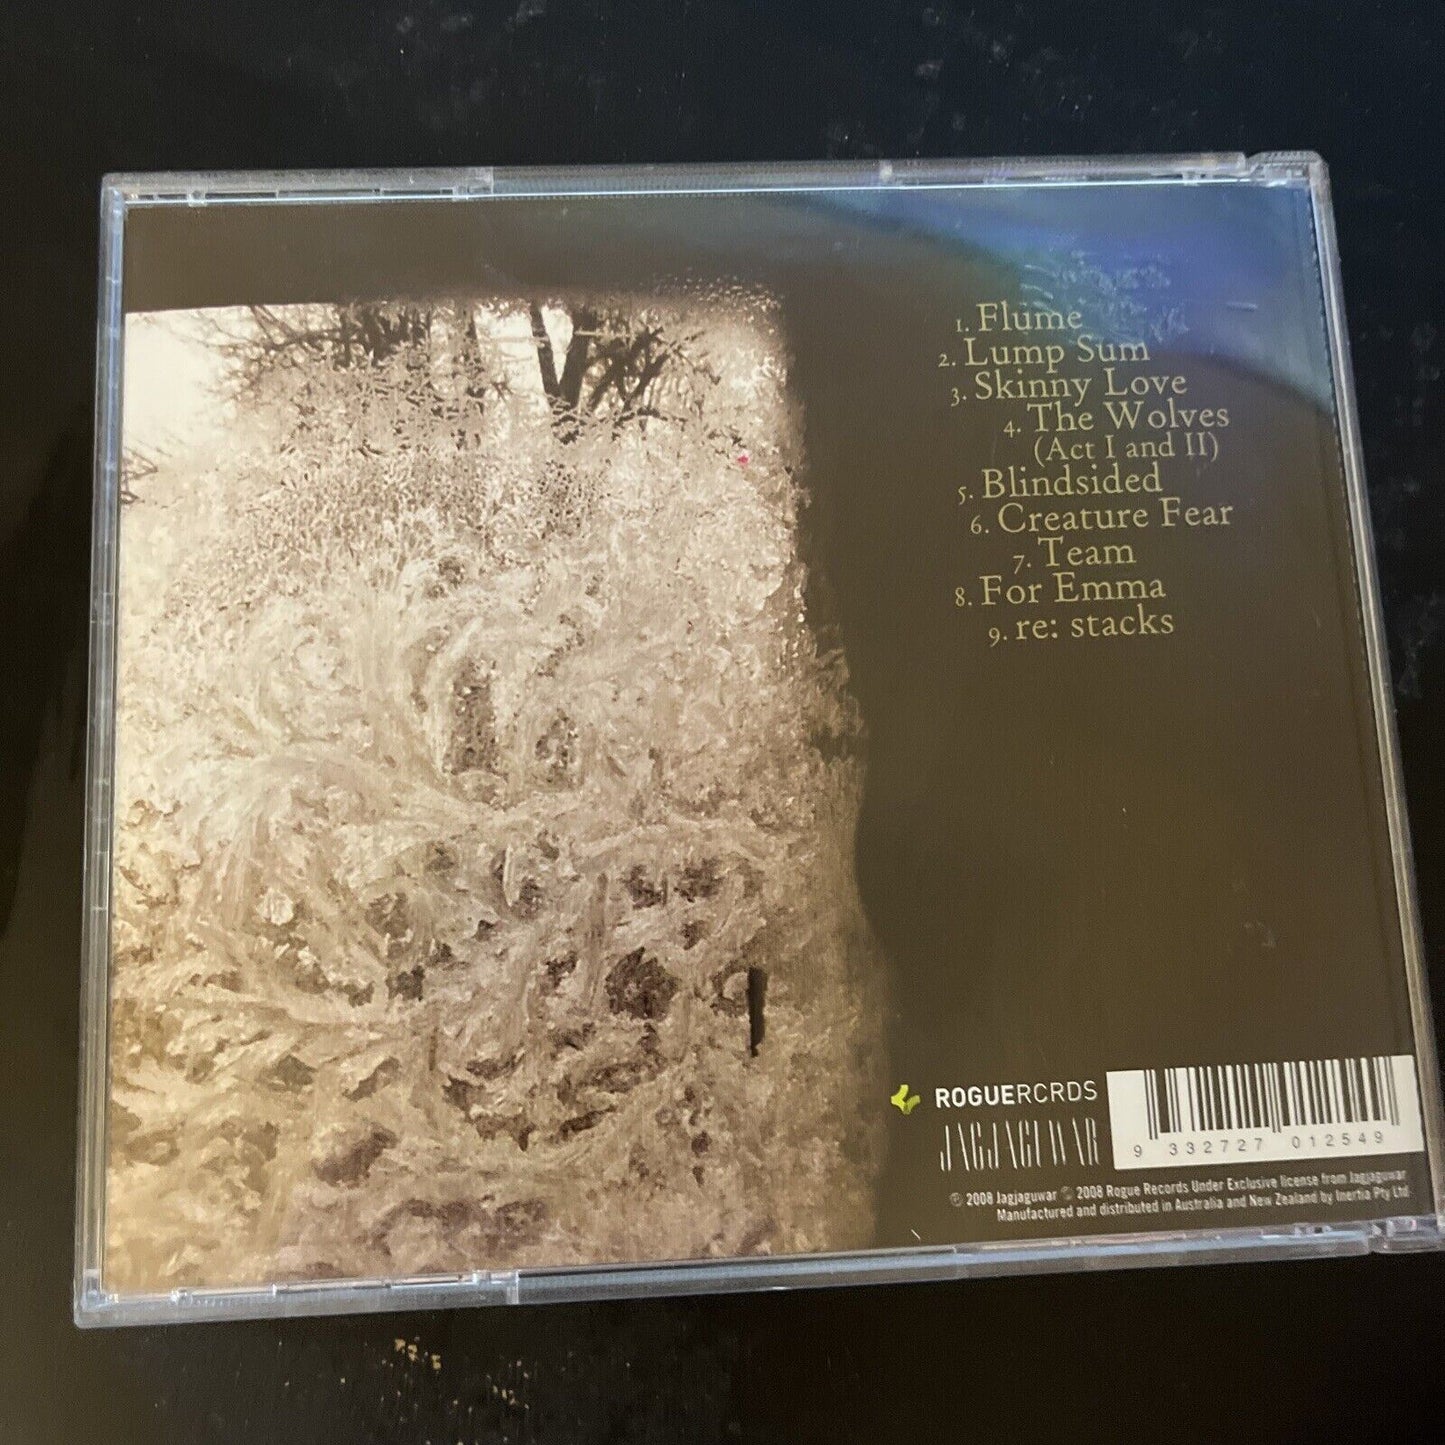 1. Flume
2. Lump Sum
3. Skinny Love
4. The Wolves
(Act I and II)
5. Blindsided
6. Creature Fear
7. Team
8. For Emma
9. re: stacks
ROGUERCRDS
JAGJAGUWAR
9 332727 012549
℗ 2008 Jagjaguwar © 2008 Rogue Records Under Exclusive license from Jagjaguwar
Manufactured and distributed in Australia and New Zealand by Inertia Pty Ltd